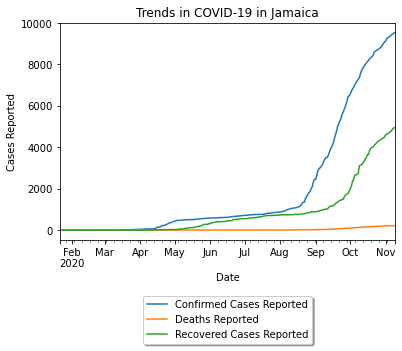 Trends in COVID-19 in Jamaica
10000
8000
6000
4000
2000
0
Cases Reported
Feb Mar Apr May Jun Jul Aug Sep Oct Nov
2020
Date
Confirmed Cases Reported
Deaths Reported
Recovered Cases Reported